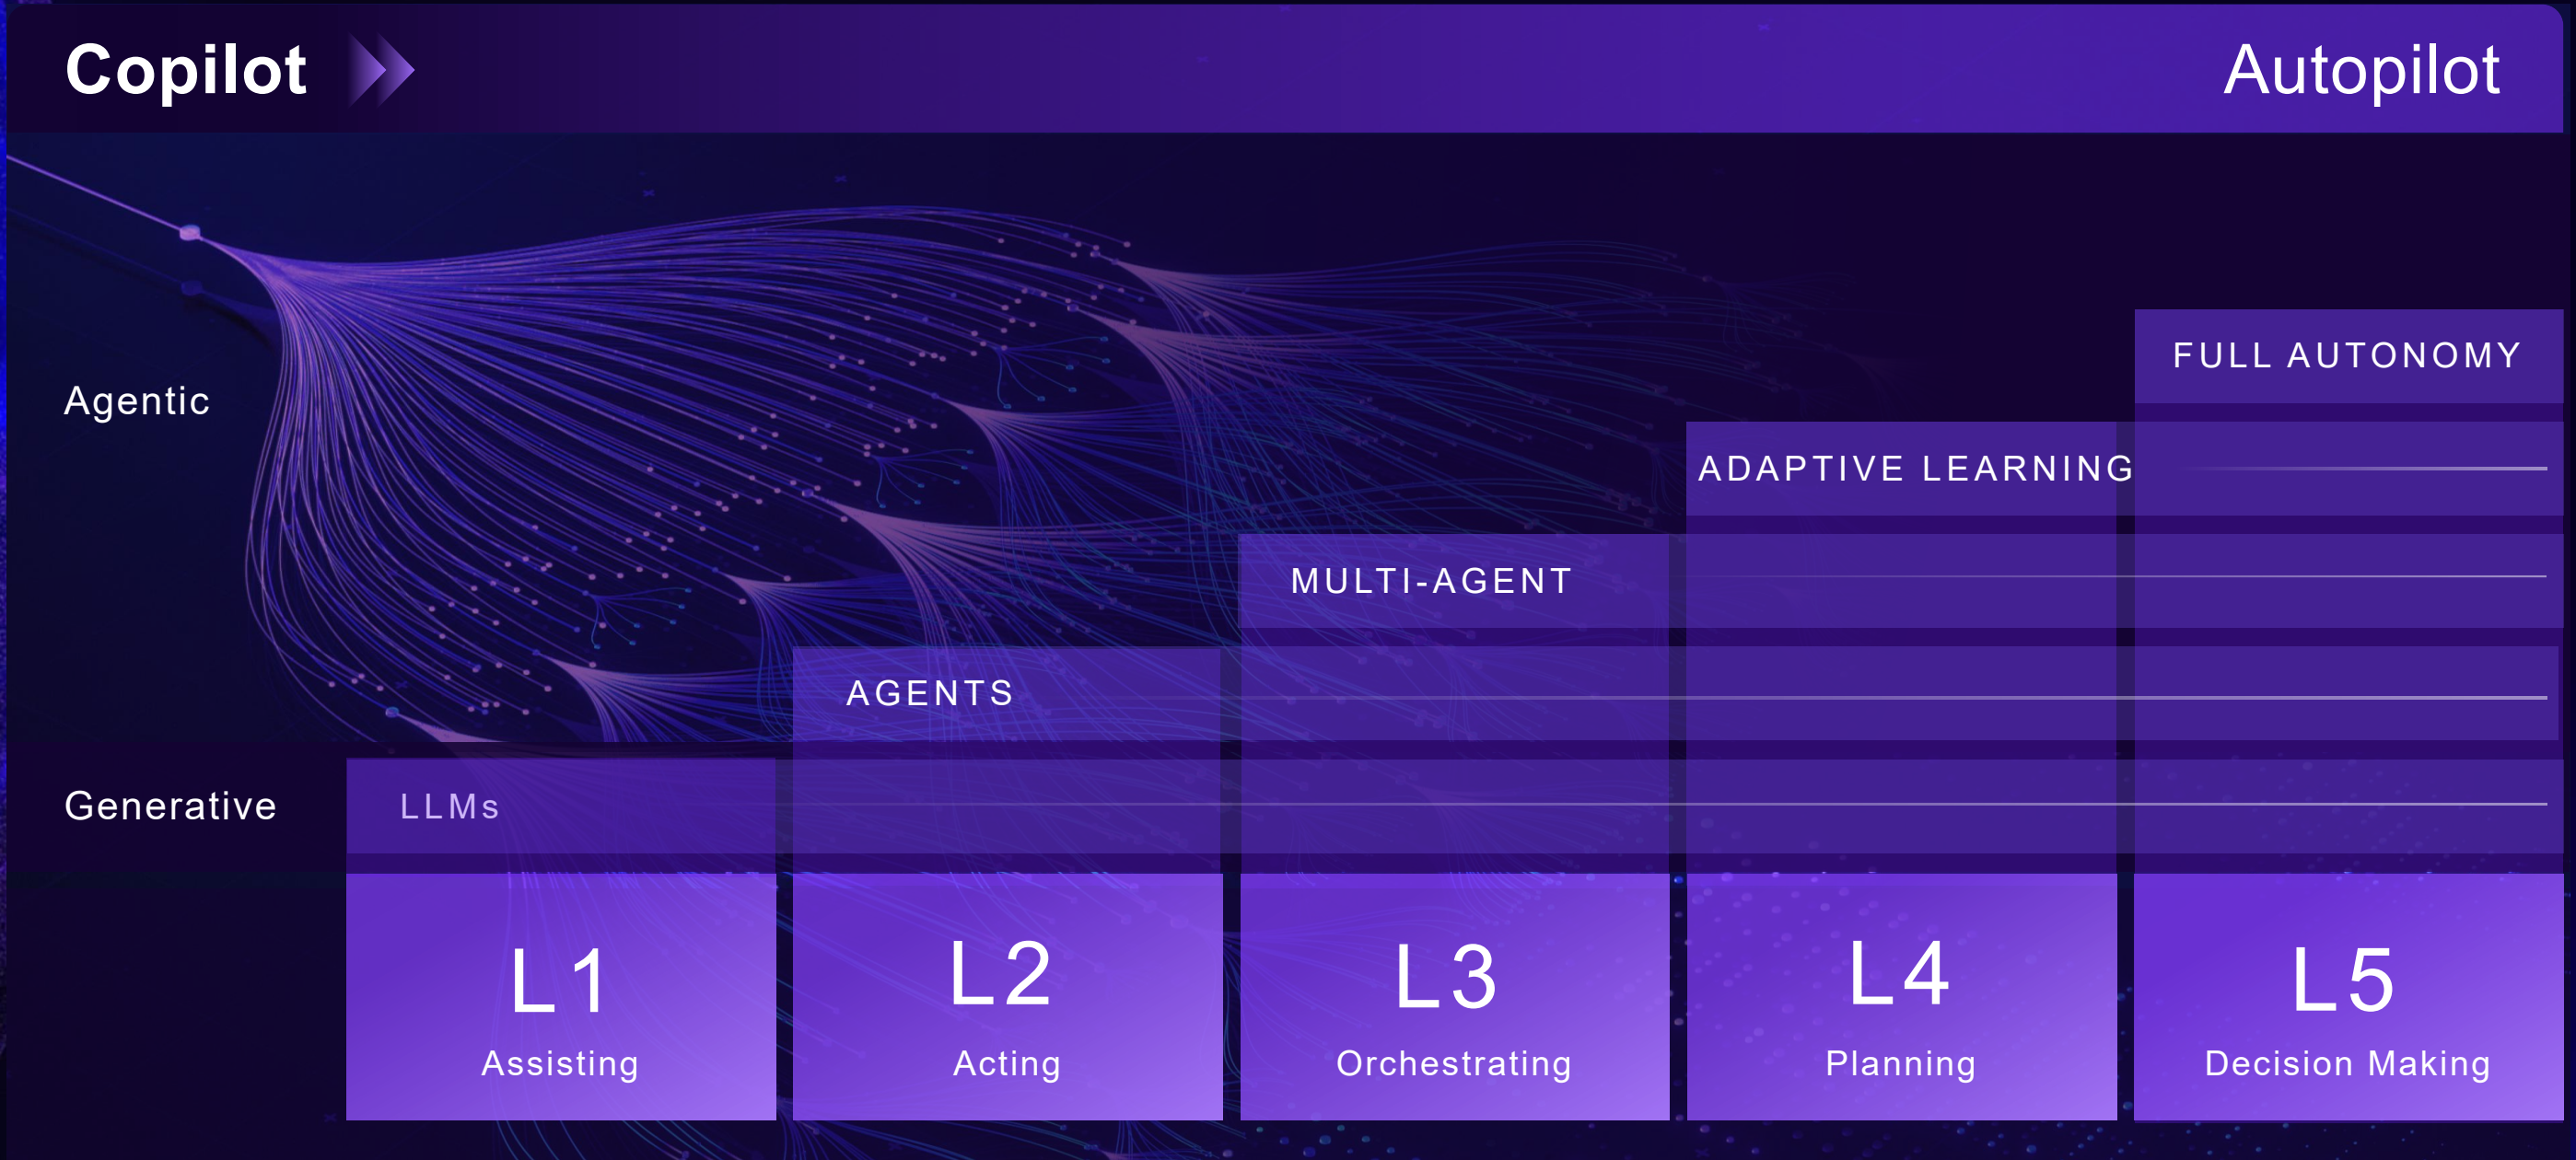 Copilot
Autopilot
FULL AUTONOMY
Agentic
ADAPTIVE LEARNING
MULTI-AGENT
AGENTS
Generative
LLMs
L1
L2
L3
L4
L5
Assisting
Acting
Orchestrating
Planning
Decision Making